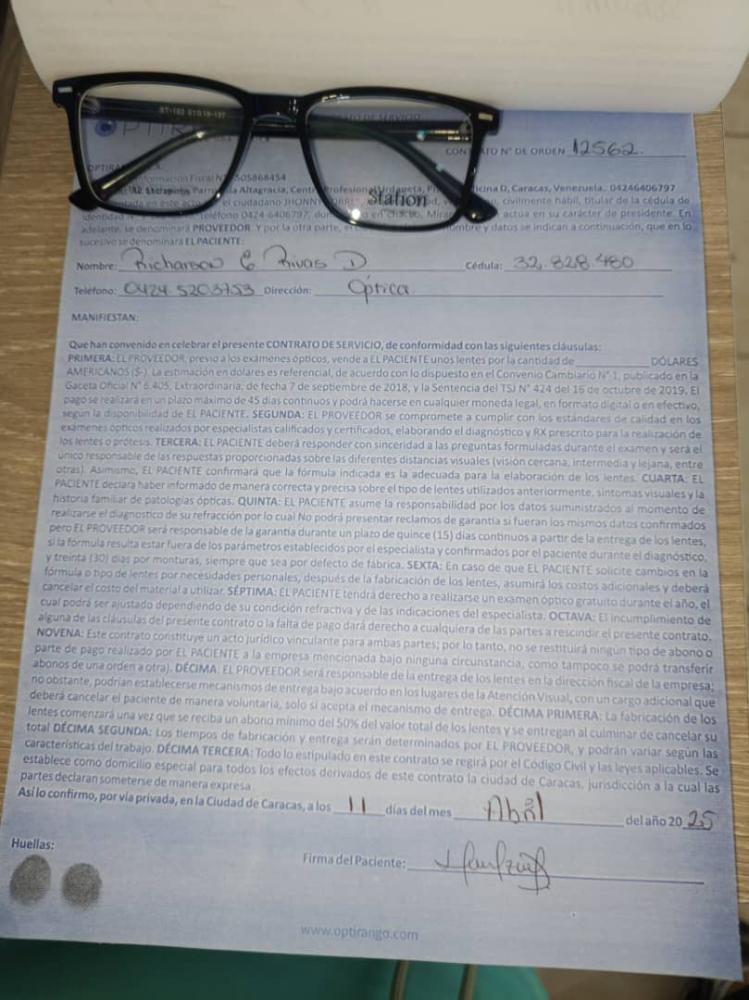 ST-183 51□18-137
OPTIRANGO
CONTRATO DE SERVICIO
CONTRATO N° DE ORDEN 12562.
Información Fiscal N° J505868454
Parroquia Altagracia, Centro Profesional Urdaneta, Oficina D, Caracas, Venezuela. 04246406797
Station
en este acto el ciudadano JHONNY civilmente hábil, titular de la cédula de
identidad N° teléfono 0424 6406797, en Chacao, actúa en su carácter de presidente. En
adelante, se denominará PROVEEDOR. Y por la otra parte, nombre y datos se indican a continuación, que en lo
sucesivo se denominara EL PACIENTE:
Nombre: Richarson E Rivas D Cédula: 32.828.480
Teléfono: 0424 5203753 Dirección: Óptica.
MANIFIESTAN:
Que han convenido en celebrar el presente CONTRATO DE SERVICIO, de conformidad con las siguientes cláusulas:
PRIMERA: EL PROVEEDOR, previo a los exámenes ópticos, vende a EL PACIENTE unos lentes por la cantidad de ________ DÓLARES
AMERICANOS ($-). La estimación en dólares es referencial, de acuerdo con lo dispuesto en el Convenio Cambiario N° 1, publicado en la
Gaceta Oficial N° 6.405, Extraordinaria, de fecha 7 de septiembre de 2018, y la Sentencia del TSJ N° 424 del 16 de octubre de 2019. El
pago se realizará en un plazo máximo de 45 días continuos y podrá hacerse en cualquier moneda legal, en formato digital o en efectivo,
según la disponibilidad de EL PACIENTE. SEGUNDA: EL PROVEEDOR se compromete a cumplir con los estándares de calidad en los
exámenes ópticos realizados por especialistas calificados y certificados, elaborando el diagnóstico y RX prescrito para la realización de
los lentes o prótesis. TERCERA: EL PACIENTE deberá responder con sinceridad a las preguntas formuladas durante el examen y será el
único responsable de las respuestas proporcionadas sobre las diferentes distancias visuales (visión cercana, intermedia y lejana, entre
otras). Asimismo, EL PACIENTE confirmará que la fórmula indicada es la adecuada para la elaboración de los lentes. CUARTA: EL
PACIENTE declara haber informado de manera correcta y precisa sobre el tipo de lentes utilizados anteriormente, síntomas visuales y la
historia familiar de patologías ópticas. QUINTA: EL PACIENTE asume la responsabilidad por los datos suministrados al momento de
realizarse el diagnostico de su refracción por lo cual No podrá presentar reclamos de garantía si fueran los mismos datos confirmados
pero EL PROVEEDOR será responsable de la garantía durante un plazo de quince (15) días continuos a partir de la entrega de los lentes,
si la fórmula resulta estar fuera de los parámetros establecidos por el especialista y confirmados por el paciente durante el diagnóstico,
y treinta (30) días por monturas, siempre que sea por defecto de fábrica. SEXTA: En caso de que EL PACIENTE solicite cambios en la
fórmula o tipo de lentes por necesidades personales, después de la fabricación de los lentes, asumirá los costos adicionales y deberá
cancelar el costo del material a utilizar. SÉPTIMA: EL PACIENTE tendrá derecho a realizarse un examen óptico gratuito durante el año, el
cual podrá ser ajustado dependiendo de su condición refractiva y de las indicaciones del especialista. OCTAVA: El incumplimiento de
alguna de las cláusulas del presente contrato o la falta de pago dará derecho a cualquiera de las partes a rescindir el presente contrato.
NOVENA: Este contrato constituye un acto jurídico vinculante para ambas partes; por lo tanto, no se restituirá ningún tipo de abono o
parte de pago realizado por EL PACIENTE a la empresa mencionada bajo ninguna circunstancia, como tampoco se podrá transferir
abonos de una orden a otra). DÉCIMA: EL PROVEEDOR será responsable de la entrega de los lentes en la dirección fiscal de la empresa;
no obstante, podrían establecerse mecanismos de entrega bajo acuerdo en los lugares de la Atención Visual, con un cargo adicional que
deberá cancelar el paciente de manera voluntaria, solo si acepta el mecanismo de entrega. DÉCIMA PRIMERA: La fabricación de los
lentes comenzará una vez que se reciba un abono mínimo del 50% del valor total de los lentes y se entregan al culminar de cancelar su
total DÉCIMA SEGUNDA: Los tiempos de fabricación y entrega serán determinados por EL PROVEEDOR, y podrán variar según las
características del trabajo. DÉCIMA TERCERA: Todo lo estipulado en este contrato se regirá por el Código Civil y las leyes aplicables. Se
establece como domicilio especial para todos los efectos derivados de este contrato la ciudad de Caracas, jurisdicción a la cual las
partes declaran someterse de manera expresa
Así lo confirmo, por vía privada, en la Ciudad de Caracas, a los 11 días del mes Abril del año 2025
Huellas:
Firma del Paciente:
www.optirango.com